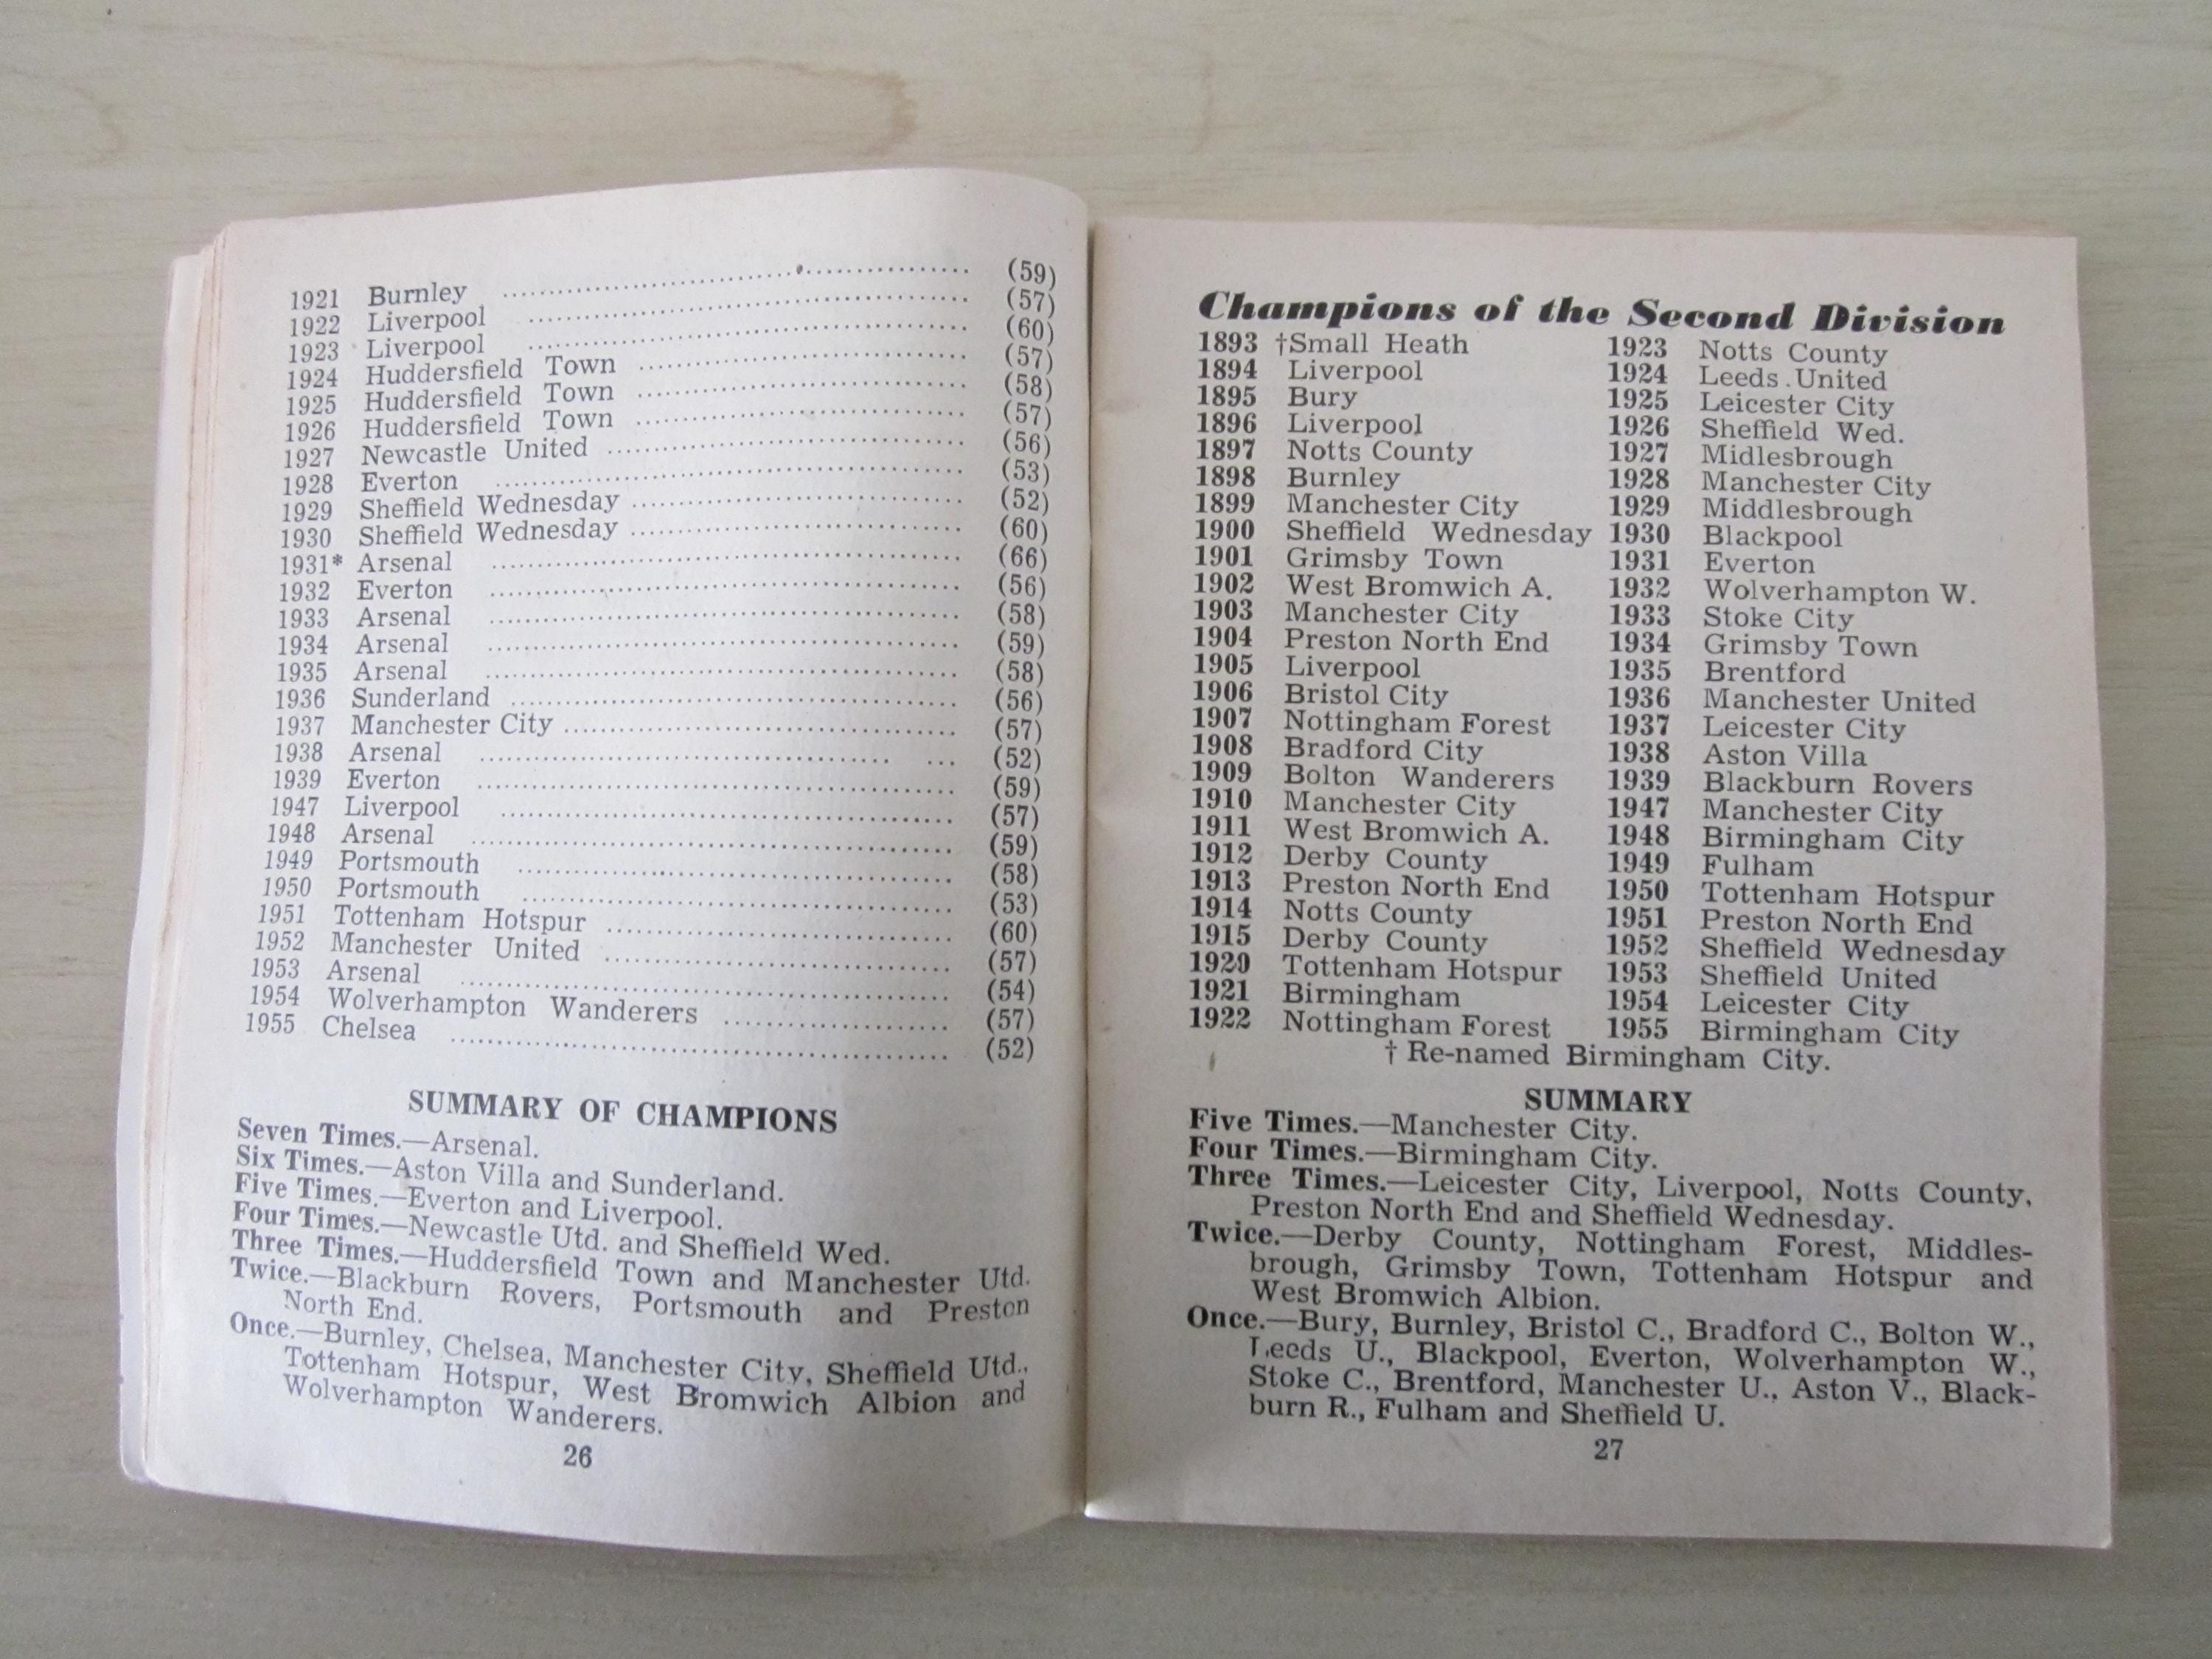 1921 Burnley (59)
1922 Liverpool (57)
1923 Liverpool (60)
1924 Huddersfield Town (57)
1925 Huddersfield Town (58)
1926 Huddersfield Town (57)
1927 Newcastle United (56)
1928 Everton (53)
1929 Sheffield Wednesday (52)
1930 Sheffield Wednesday (60)
1931* Arsenal (66)
1932 Everton (56)
1933 Arsenal (58)
1934 Arsenal (59)
1935 Arsenal (58)
1936 Sunderland (56)
1937 Manchester City (57)
1938 Arsenal (52)
1939 Everton (59)
1947 Liverpool (57)
1948 Arsenal (59)
1949 Portsmouth (58)
1950 Portsmouth (53)
1951 Tottenham Hotspur (60)
1952 Manchester United (57)
1953 Arsenal (54)
1954 Wolverhampton Wanderers (57)
1955 Chelsea (52)
SUMMARY OF CHAMPIONS
Seven Times.—Arsenal.
Six Times.—Aston Villa and Sunderland.
Five Times.—Everton and Liverpool.
Four Times.—Newcastle Utd. and Sheffield Wed.
Three Times.—Huddersfield Town and Manchester Utd.
Twice.—Blackburn Rovers, Portsmouth and Preston
North End.
Once.—Burnley, Chelsea, Manchester City, Sheffield Utd.,
Tottenham Hotspur, West Bromwich Albion and
Wolverhampton Wanderers.
26
Champions of the Second Division
1893 †Small Heath
1894 Liverpool
1895 Bury
1896 Liverpool
1897 Notts County
1898 Burnley
1899 Manchester City
1900 Sheffield Wednesday
1901 Grimsby Town
1902 West Bromwich A.
1903 Manchester City
1904 Preston North End
1905 Liverpool
1906 Bristol City
1907 Nottingham Forest
1908 Bradford City
1909 Bolton Wanderers
1910 Manchester City
1911 West Bromwich A.
1912 Derby County
1913 Preston North End
1914 Notts County
1915 Derby County
1920 Tottenham Hotspur
1921 Birmingham
1922 Nottingham Forest
1923 Notts County
1924 Leeds United
1925 Leicester City
1926 Sheffield Wed.
1927 Midlesbrough
1928 Manchester City
1929 Middlesbrough
1930 Blackpool
1931 Everton
1932 Wolverhampton W.
1933 Stoke City
1934 Grimsby Town
1935 Brentford
1936 Manchester United
1937 Leicester City
1938 Aston Villa
1939 Blackburn Rovers
1947 Manchester City
1948 Birmingham City
1949 Fulham
1950 Tottenham Hotspur
1951 Preston North End
1952 Sheffield Wednesday
1953 Sheffield United
1954 Leicester City
1955 Birmingham City
† Re-named Birmingham City.
SUMMARY
Five Times.—Manchester City.
Four Times.—Birmingham City.
Three Times.—Leicester City, Liverpool, Notts County,
Preston North End and Sheffield Wednesday.
Twice.—Derby County, Nottingham Forest, Middles-
brough, Grimsby Town, Tottenham Hotspur and
West Bromwich Albion.
Once.—Bury, Burnley, Bristol C., Bradford C., Bolton W.,
Leeds U., Blackpool, Everton, Wolverhampton W.,
Stoke C., Brentford, Manchester U., Aston V., Black-
burn R., Fulham and Sheffield U.
27